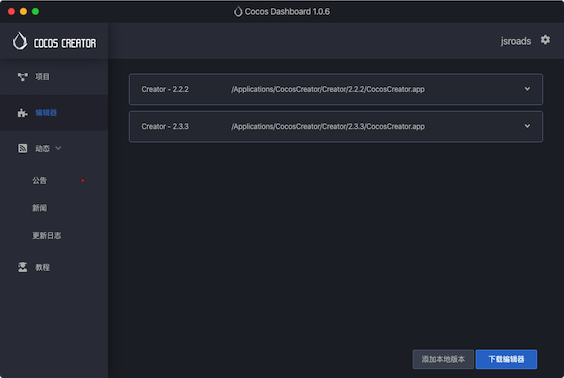 Cocos Dashboard 1.0.6
COCOS CREATOR
jsroads
项目
编辑器
动态
公告
新闻
更新日志
教程
Creator - 2.2.2 /Applications/CocosCreator/Creator/2.2.2/CocosCreator.app
Creator - 2.3.3 /Applications/CocosCreator/Creator/2.3.3/CocosCreator.app
添加本地版本 下载编辑器